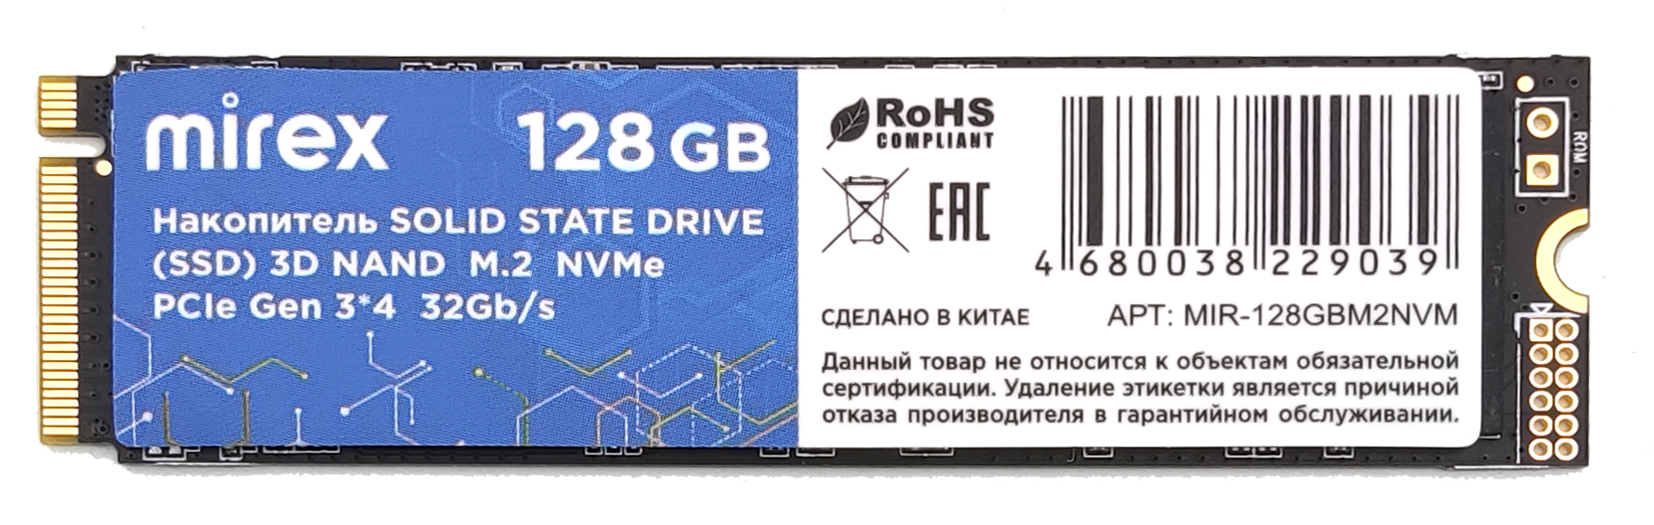 mirex 128 GB
Накопитель SOLID STATE DRIVE
(SSD) 3D NAND M.2 NVMe
PCIe Gen 3*4 32Gb/s
RoHS
COMPLIANT
EAC
4 680038 229039
СДЕЛАНО В КИТАЕ АРТ: MIR-128GBM2NVM
Данный товар не относится к объектам обязательной
сертификации. Удаление этикетки является причиной
отказа производителя в гарантийном обслуживании.
ROM